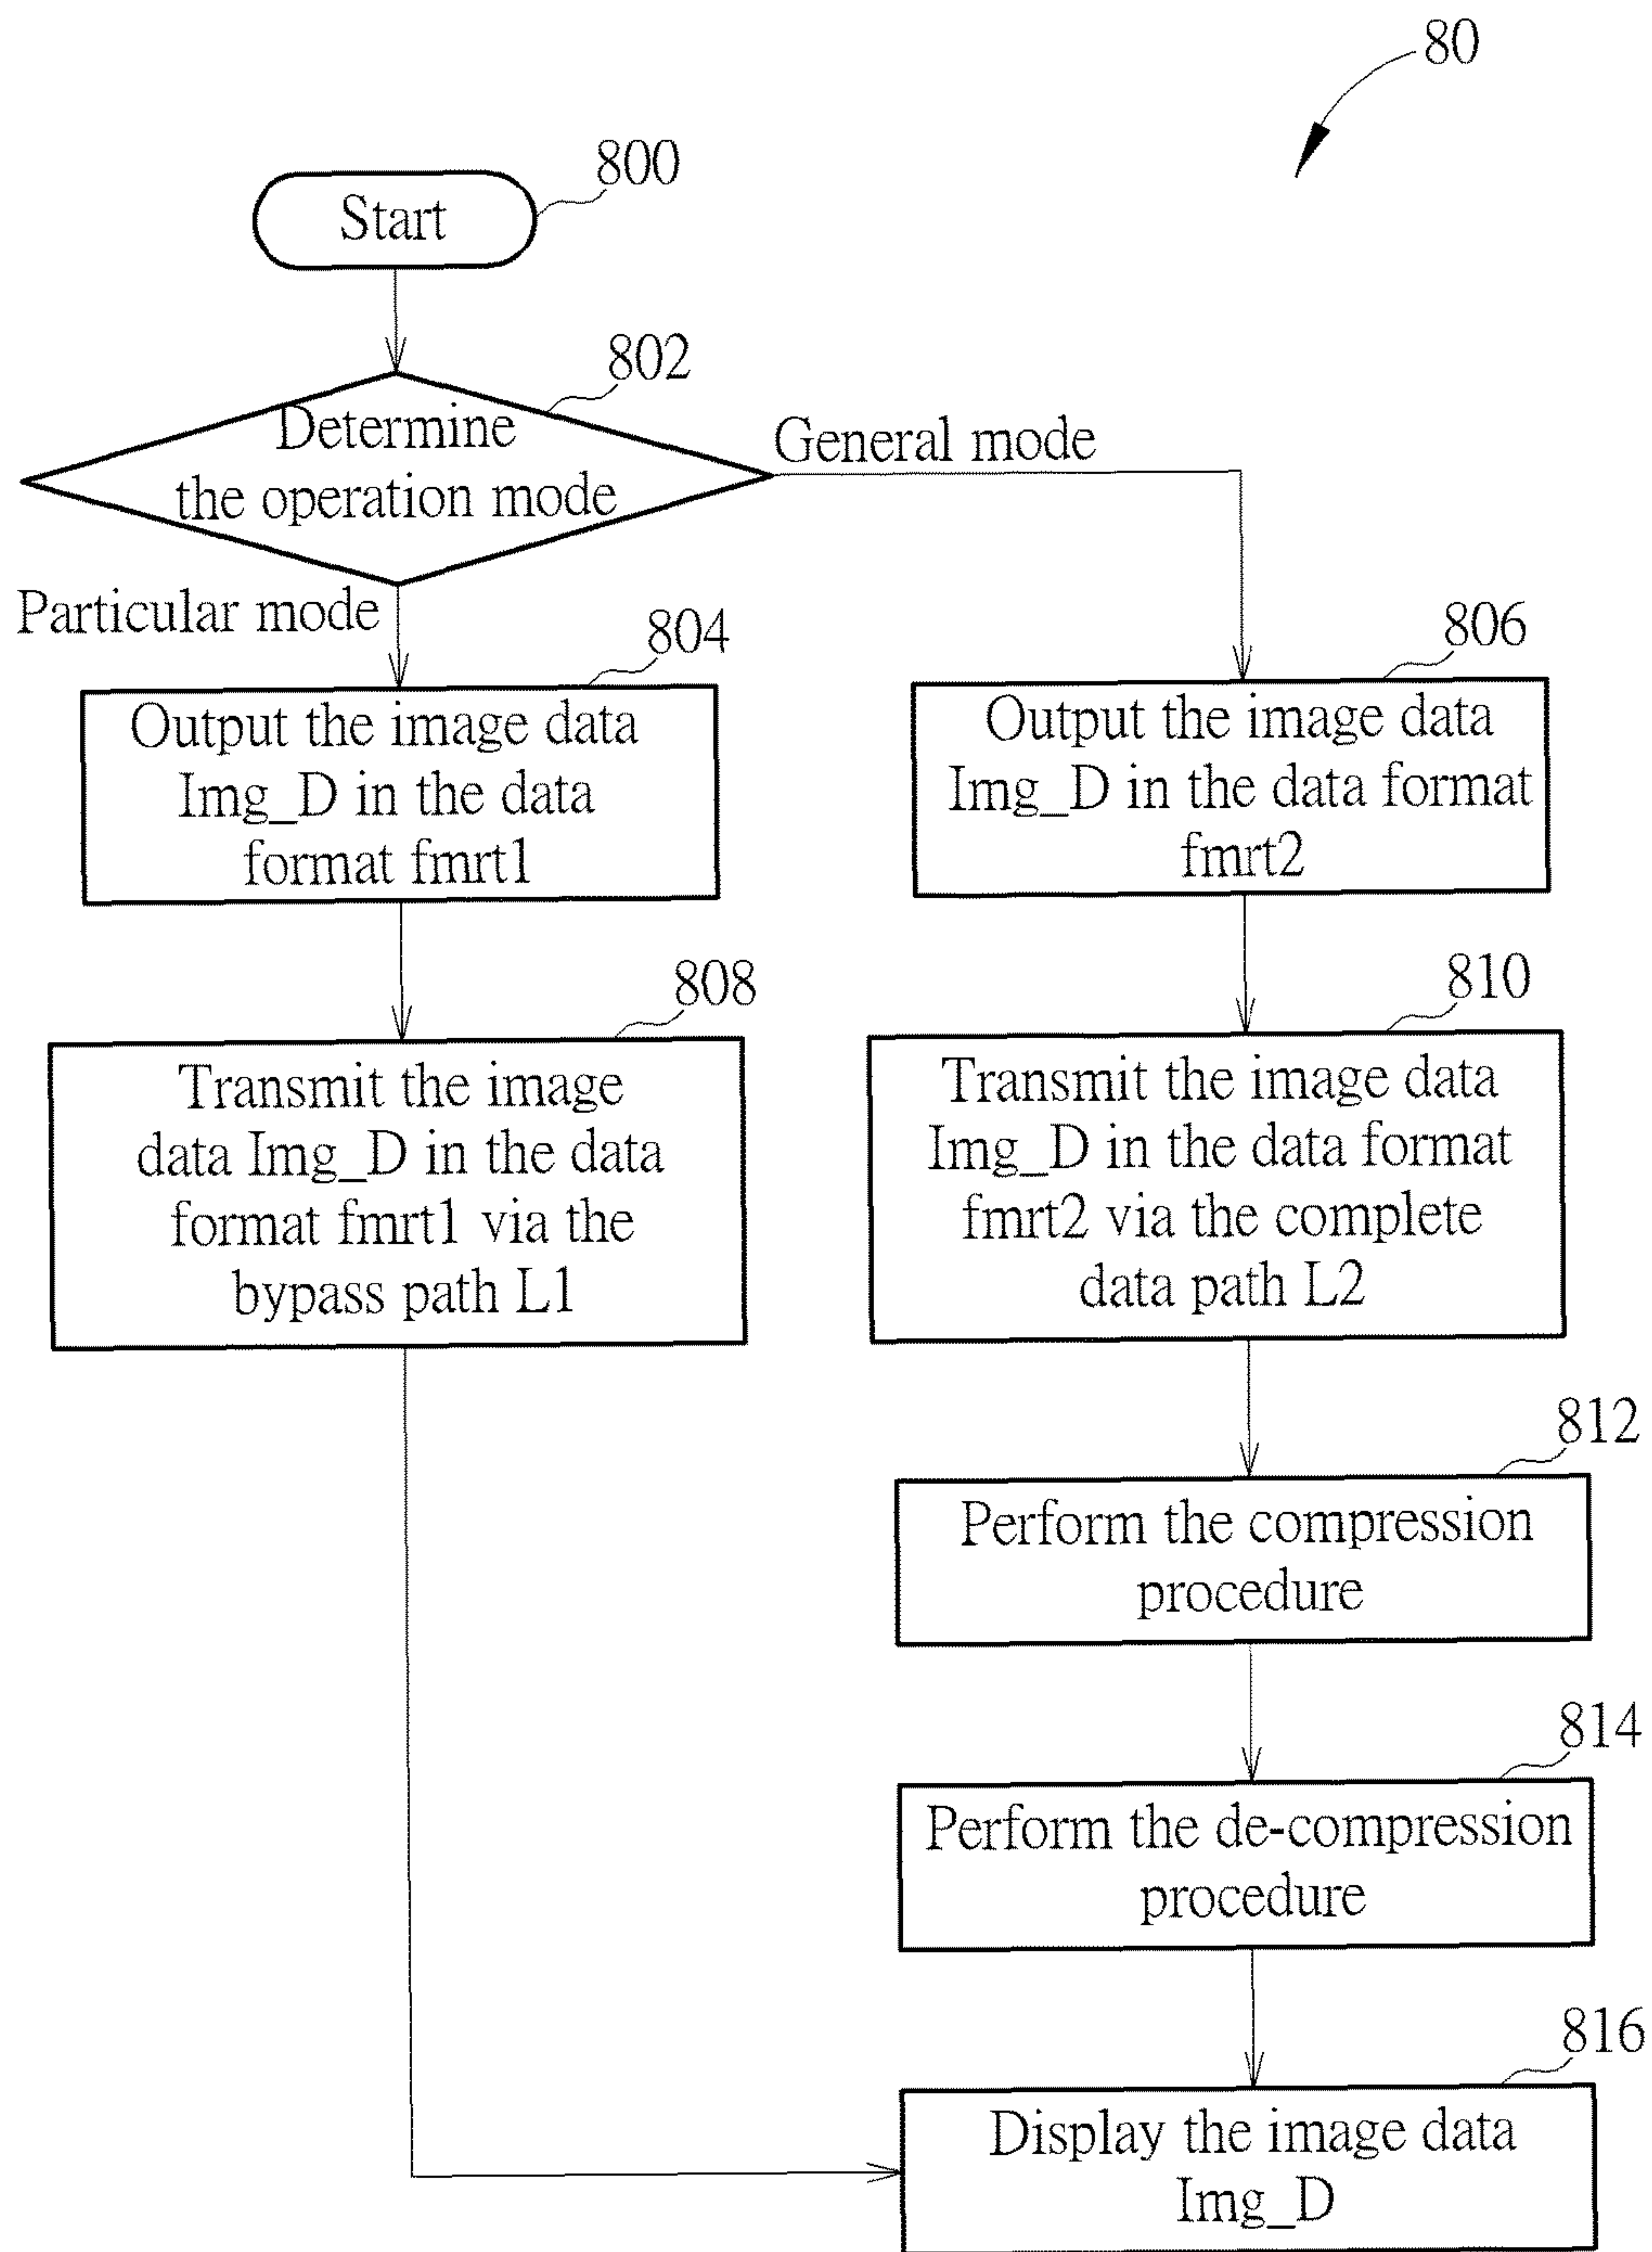 80
800
Start
802
Determine
the operation mode
General mode
Particular mode
804
Output the image data
Img_D in the data
format fmrt1
806
Output the image data
Img_D in the data format
fmrt2
808
Transmit the image
data Img_D in the data
format fmrt1 via the
bypass path L1
810
Transmit the image data
Img_D in the data format
fmrt2 via the complete
data path L2
812
Perform the compression
procedure
814
Perform the de-compression
procedure
816
Display the image data
Img_D